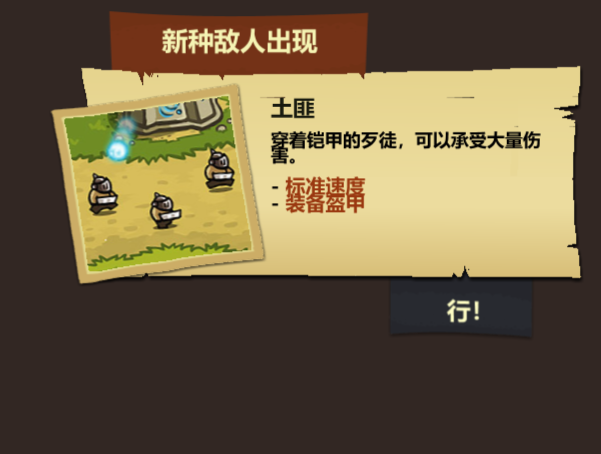 新种敌人出现
土匪
穿着铠甲的歹徒，可以承受大量伤
害。
- 标准速度
- 装备盔甲
行！